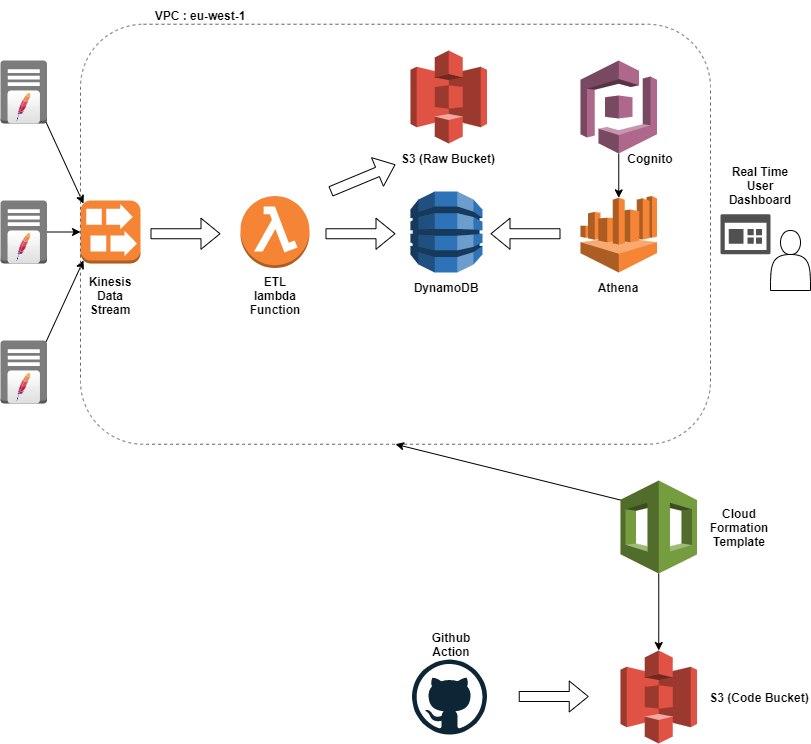 VPC : eu-west-1
S3 (Raw Bucket)
Cognito
Real Time
User
Dashboard
Kinesis
Data
Stream
ETL
lambda
Function
DynamoDB
Athena
Cloud
Formation
Template
Github
Action
S3 (Code Bucket)